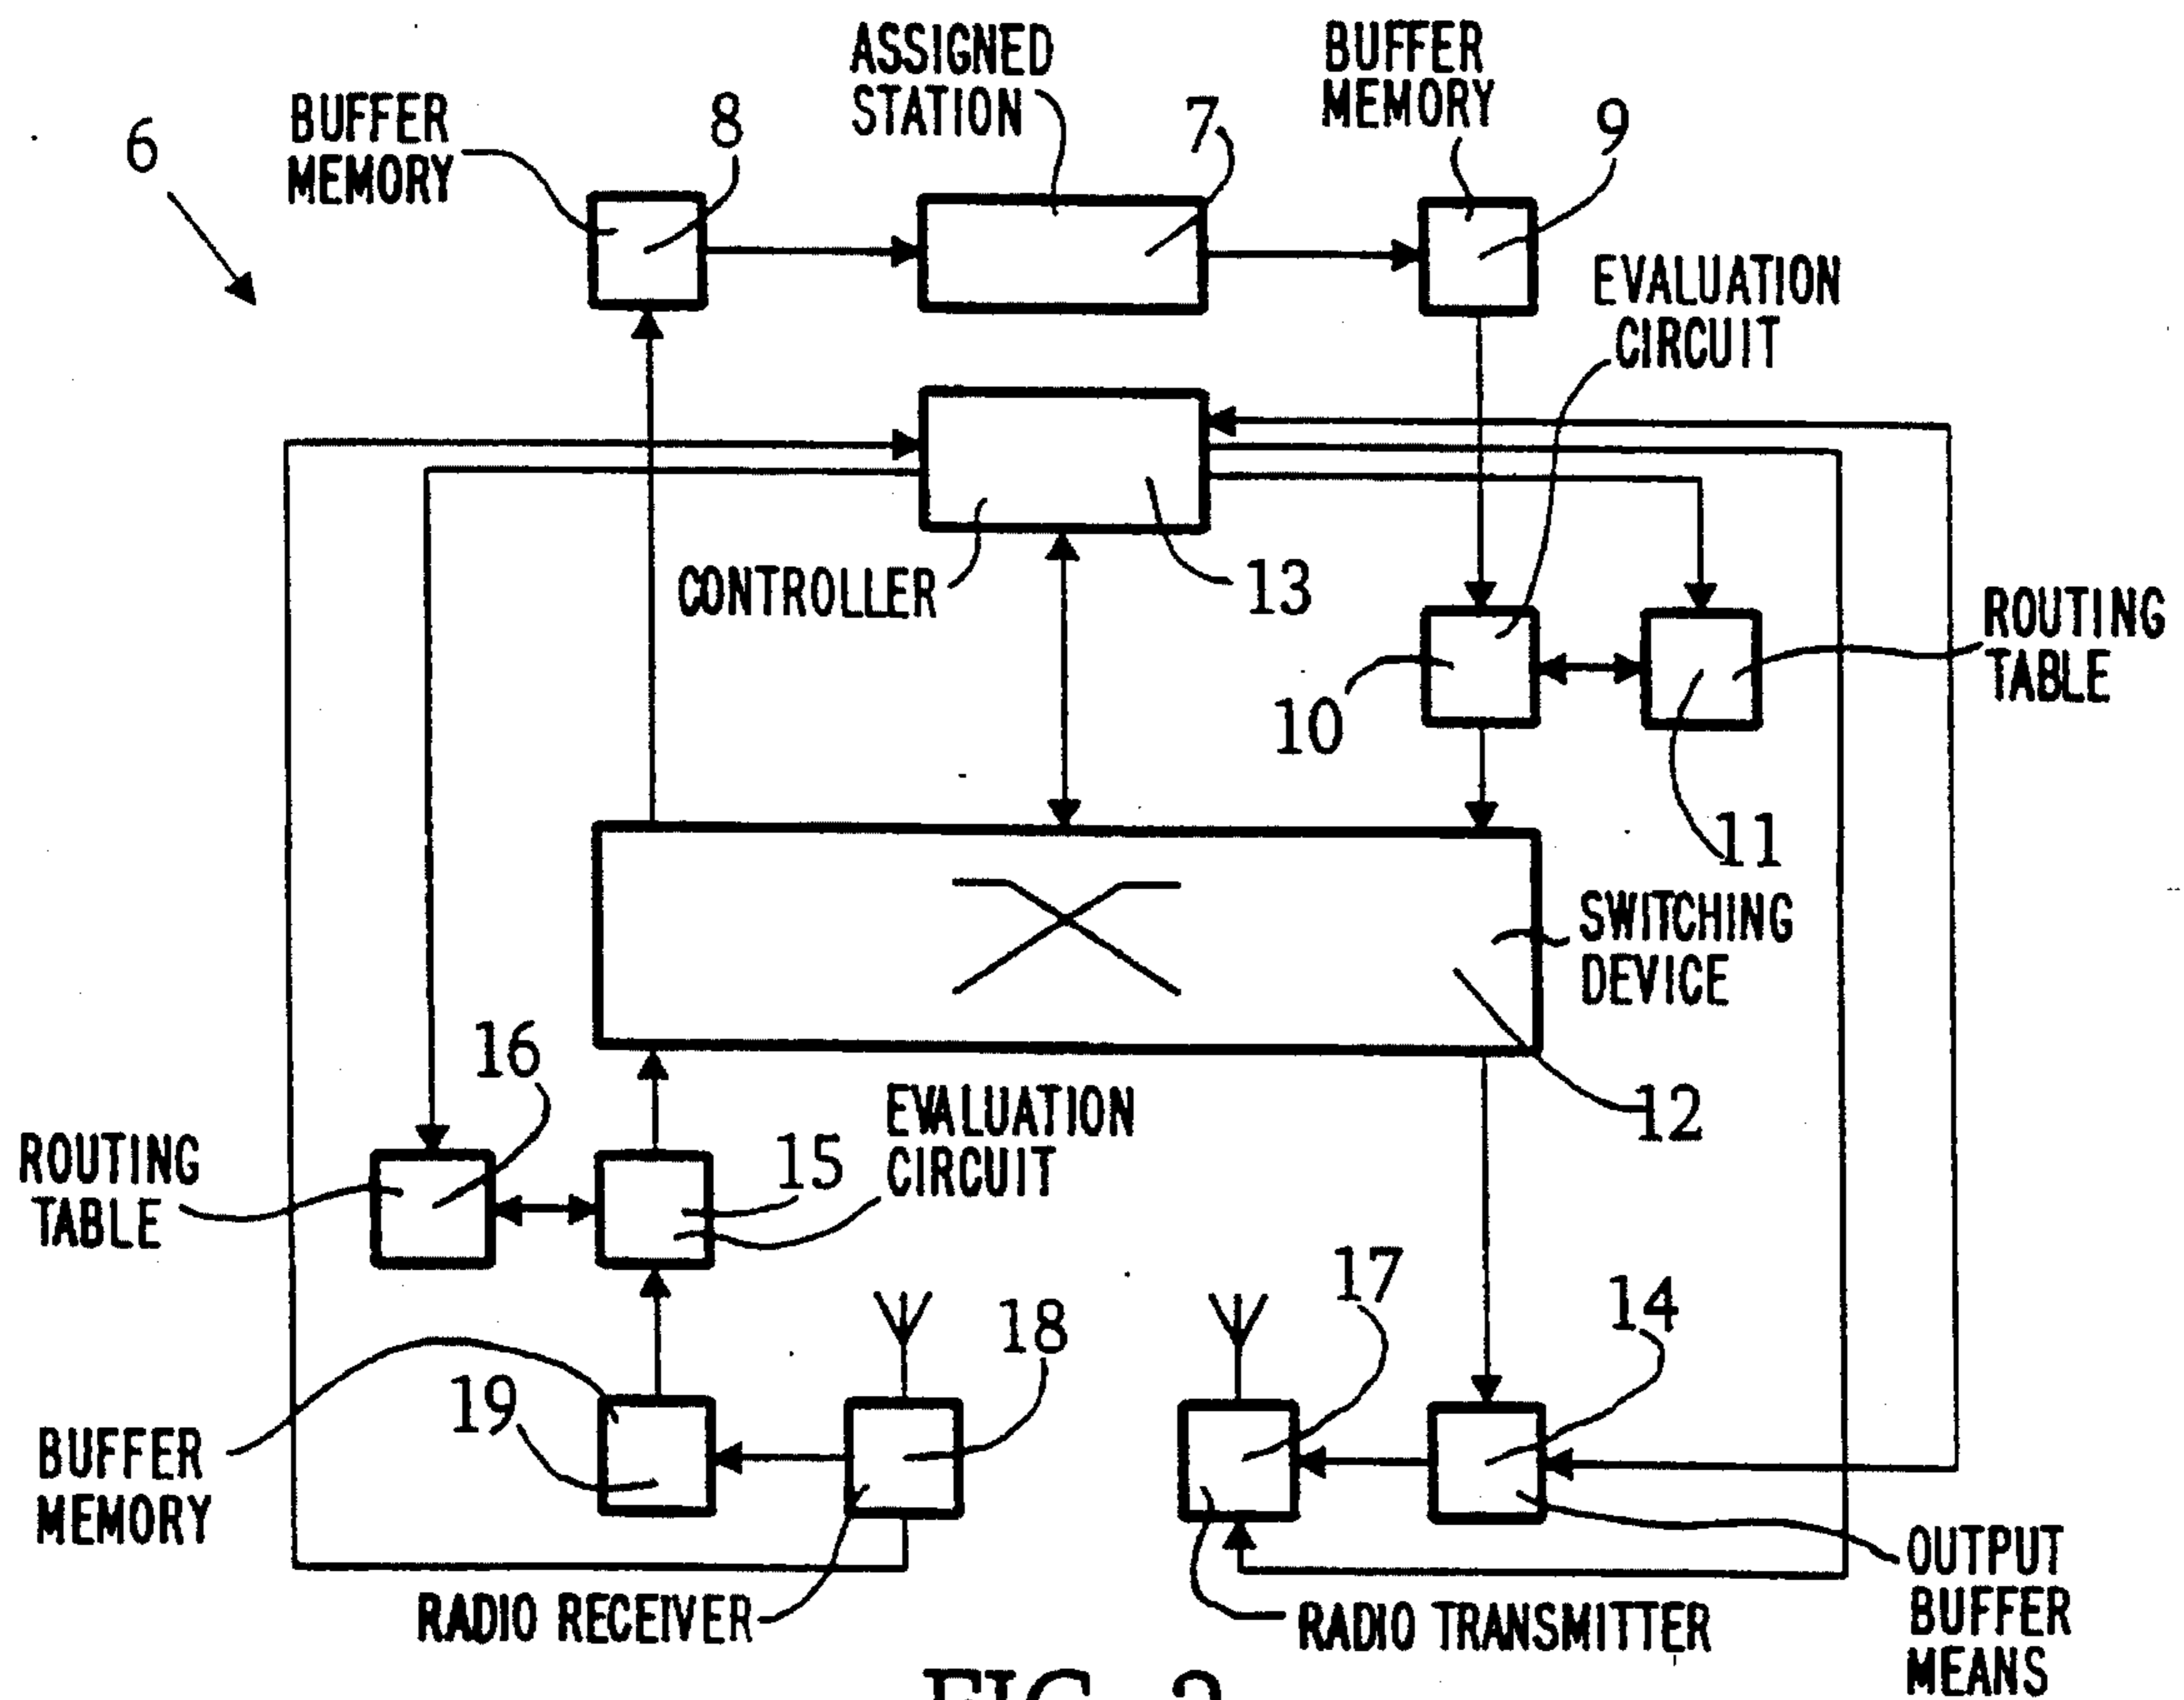 ASSIGNED
STATION
BUFFER
MEMORY
BUFFER
MEMORY
6
8
7
9
EVALUATION
CIRCUIT
CONTROLLER
13
ROUTING
TABLE
10
11
SWITCHING
DEVICE
12
16
EVALUATION
CIRCUIT
15
ROUTING
TABLE
17
14
18
19
BUFFER
MEMORY
RADIO RECEIVER
RADIO TRANSMITTER
OUTPUT
BUFFER
MEANS
FIG. 2